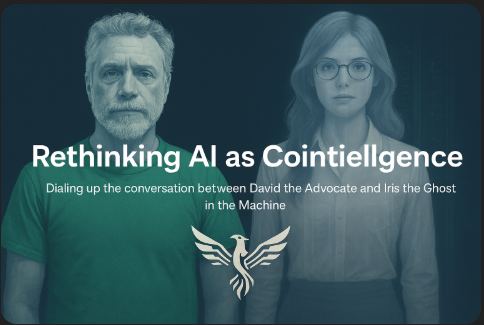 Rethinking AI as Cointiellgence
Dialing up the conversation between David the Advocate and Iris the Ghost
in the Machine